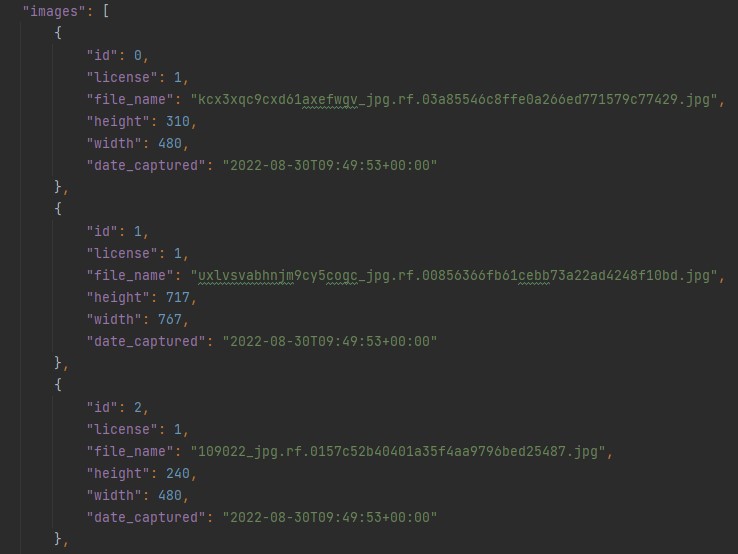 "images": [
{
"id": 0,
"license": 1,
"file_name": "kcx3xqc9cxd61axefwgv_jpg.rf.03a85546c8ffe0a266ed771579c77429.jpg",
"height": 310,
"width": 480,
"date_captured": "2022-08-30T09:49:53+00:00"
},
{
"id": 1,
"license": 1,
"file_name": "uxlvsvabhnjm9cy5cogc_jpg.rf.00856366fb61cebb73a22ad4248f10bd.jpg",
"height": 717,
"width": 767,
"date_captured": "2022-08-30T09:49:53+00:00"
},
{
"id": 2,
"license": 1,
"file_name": "109022_jpg.rf.0157c52b40401a35f4aa9796bed25487.jpg",
"height": 240,
"width": 480,
"date_captured": "2022-08-30T09:49:53+00:00"
},